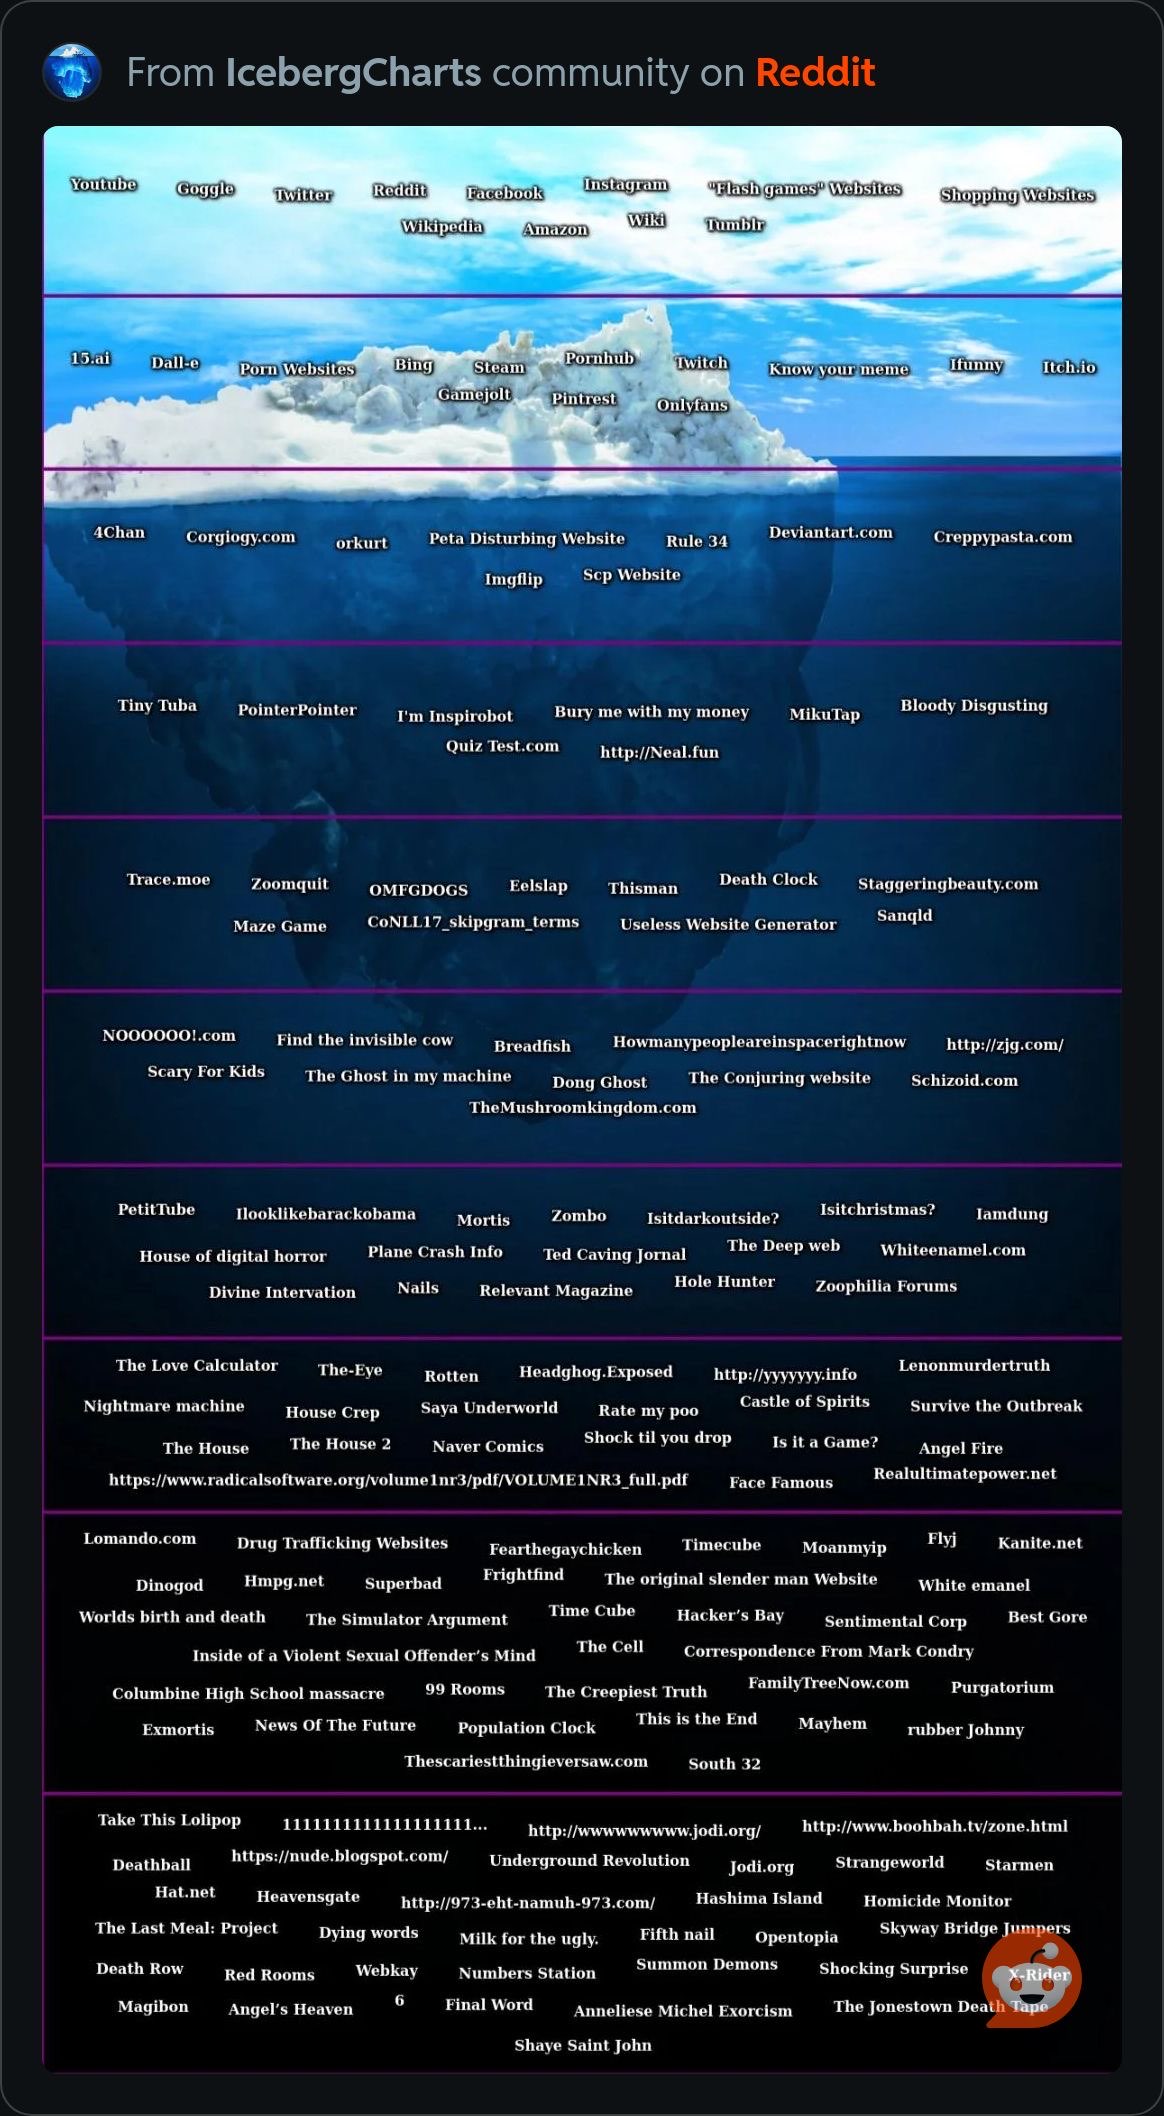 From IcebergCharts community on Reddit
Youtube Goggle Twitter Reddit Facebook Instagram "Flash games" Websites Shopping Websites
Wikipedia Amazon Wiki Tumblr
15.ai Dall-e Porn Websites Bing Steam Pornhub Twitch Know your meme Ifunny Itch.io
Gamejolt Pintrest Onlyfans
4Chan Corgiogy.com orkurt Peta Disturbing Website Rule 34 Deviantart.com Creppypasta.com
Imgflip Scp Website
Tiny Tuba PointerPointer I'm Inspirobot Bury me with my money MikuTap Bloody Disgusting
Quiz Test.com http://Neal.fun
Trace.moe Zoomquit OMFGDOGS Eelslap Thisman Death Clock Staggeringbeauty.com
Maze Game CoNLL17_skipgram_terms Useless Website Generator Sanqld
NOOOOOO!.com Find the invisible cow Breadfish Howmanypeopleareinspacerightnow http://zjg.com/
Scary For Kids The Ghost in my machine Dong Ghost The Conjuring website Schizoid.com
TheMushroomkingdom.com
PetitTube Ilooklikebarackobama Mortis Zombo Isitdarkoutside? Isitchristmas? Iamdung
House of digital horror Plane Crash Info Ted Caving Jornal The Deep web Whiteenamel.com
Divine Intervation Nails Relevant Magazine Hole Hunter Zoophilia Forums
The Love Calculator The-Eye Rotten Headghog.Exposed http://yyyyyyy.info Lenonmurdertruth
Nightmare machine House Crep Saya Underworld Rate my poo Castle of Spirits Survive the Outbreak
The House The House 2 Naver Comics Shock til you drop Is it a Game? Angel Fire
https://www.radicalsoftware.org/volume1nr3/pdf/VOLUME1NR3_full.pdf Face Famous Realultimatepower.net
Lomando.com Drug Trafficking Websites Fearthegaychicken Timecube Moanmyip Flyj Kanite.net
Dinogod Hmpg.net Superbad Frightfind The original slender man Website White emanel
Worlds birth and death The Simulator Argument Time Cube Hacker’s Bay Sentimental Corp Best Gore
Inside of a Violent Sexual Offender’s Mind The Cell Correspondence From Mark Condry
Columbine High School massacre 99 Rooms The Creepiest Truth FamilyTreeNow.com Purgatorium
Exmortis News Of The Future Population Clock This is the End Mayhem rubber Johnny
Thescariestthingieversaw.com South 32
Take This Lolipop 1111111111111111111... http://wwwwwwwww.jodi.org/ http://www.boohbah.tv/zone.html
Deathball https://nude.blogspot.com/ Underground Revolution Jodi.org Strangeworld Starmen
Hat.net Heavensgate http://973-eht-namuh-973.com/ Hashima Island Homicide Monitor
The Last Meal: Project Dying words Milk for the ugly. Fifth nail Opentopia Skyway Bridge Jumpers
Death Row Red Rooms Webkay Numbers Station Summon Demons Shocking Surprise X-Rider
Magibon Angel’s Heaven 6 Final Word Anneliese Michel Exorcism The Jonestown Death Tape
Shaye Saint John